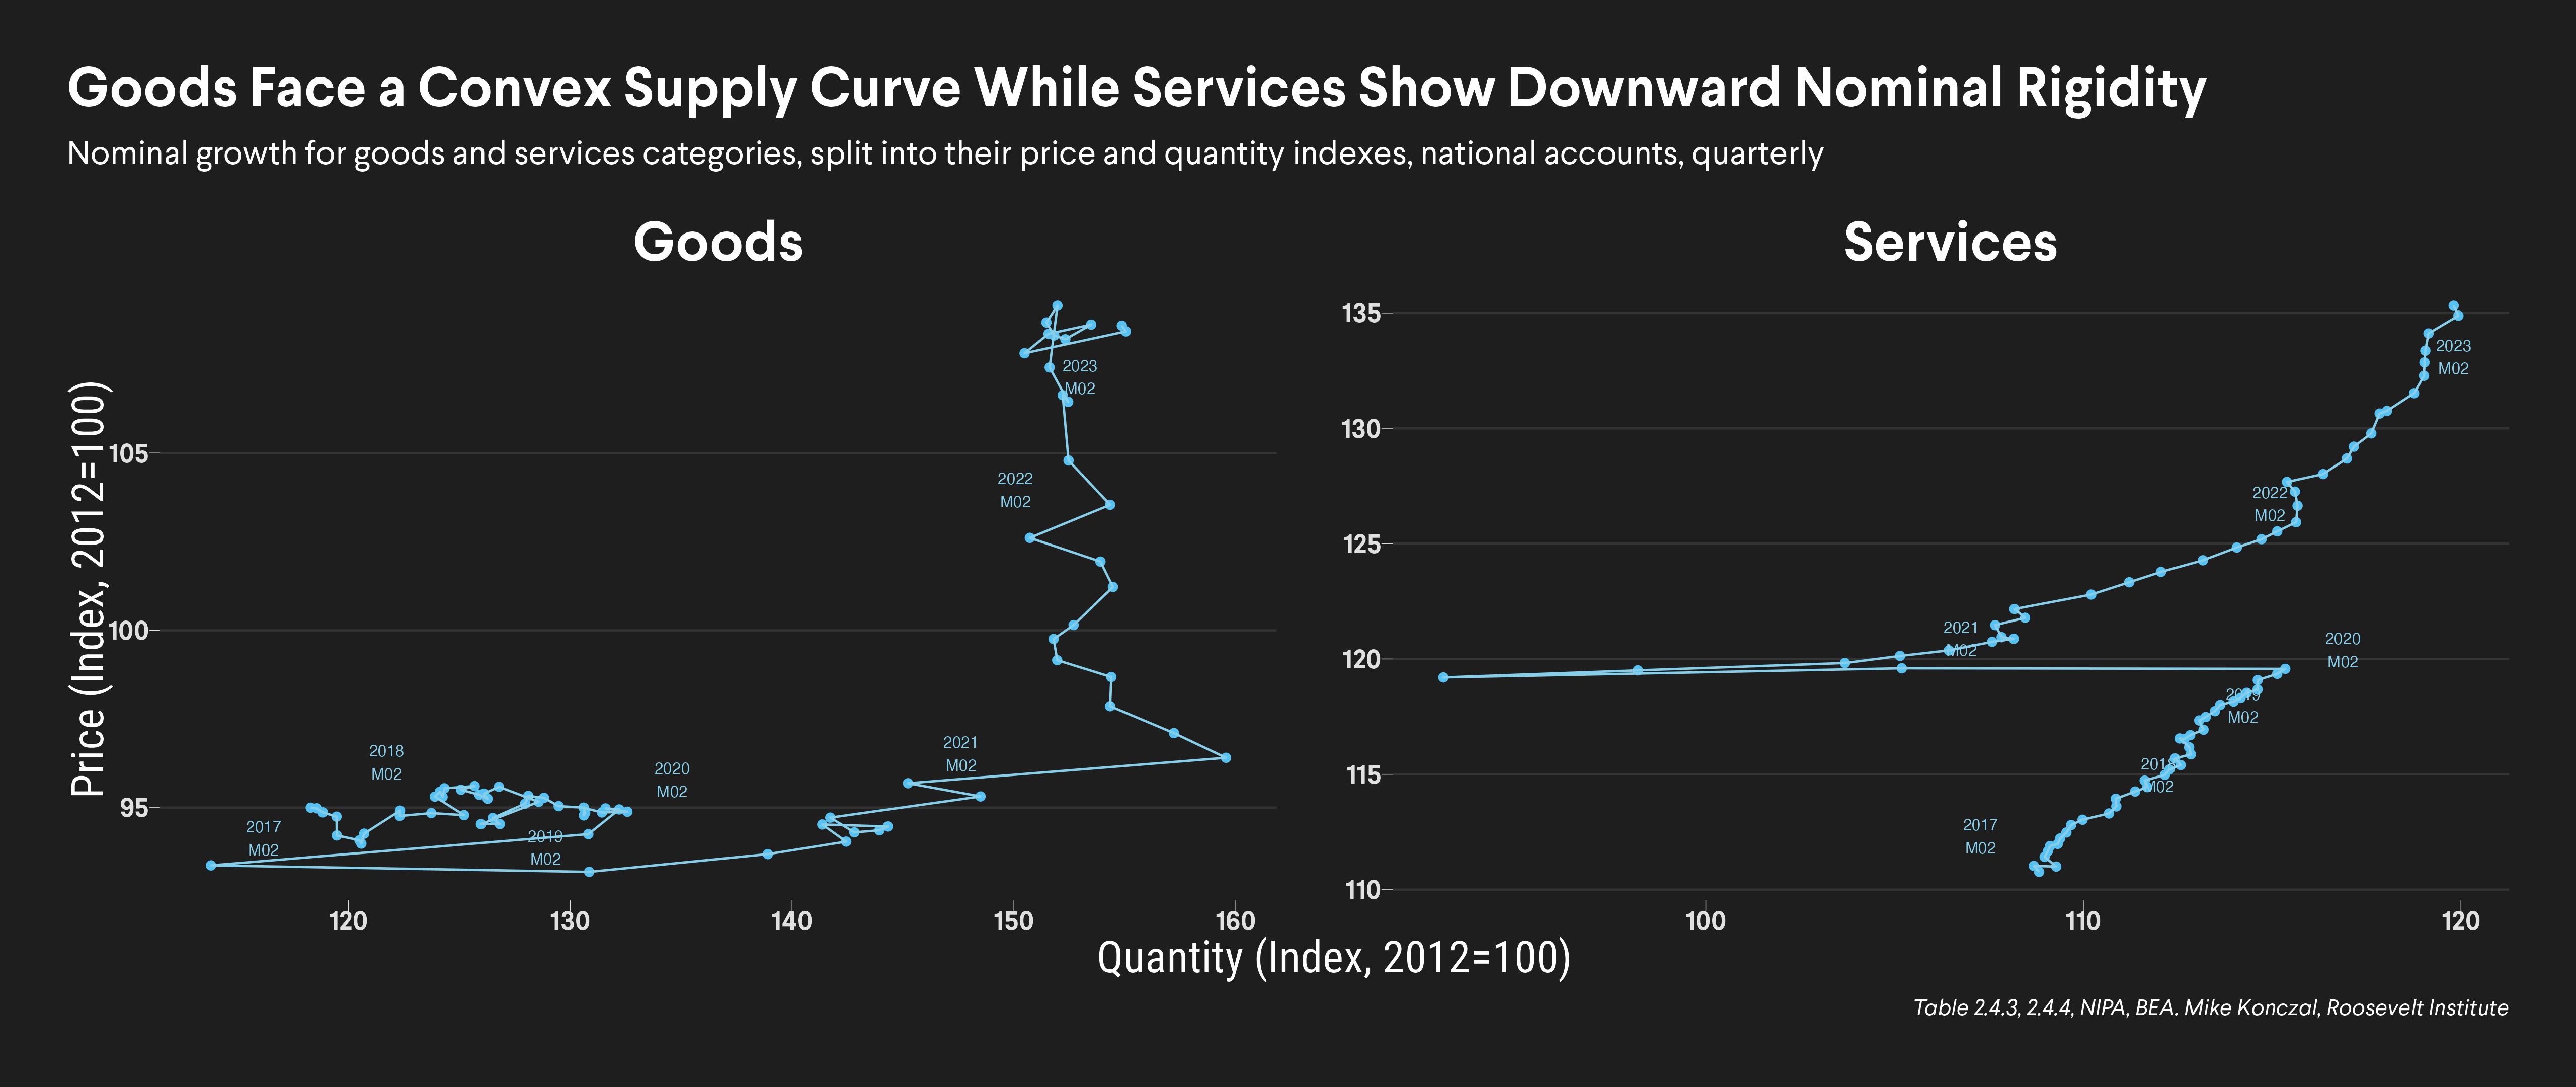 Goods Face a Convex Supply Curve While Services Show Downward Nominal Rigidity
Nominal growth for goods and services categories, split into their price and quantity indexes, national accounts, quarterly
Goods
Services
Price (Index, 2012=100)
105
100
95
2017
M02
2018
M02
2019
M02
2020
M02
2021
M02
2022
M02
2023
M02
120
130
140
150
160
135
130
125
120
115
110
2017
M02
2018
M02
2019
M02
2020
M02
2021
M02
2022
M02
2023
M02
100
110
120
Quantity (Index, 2012=100)
Table 2.4.3, 2.4.4, NIPA, BEA. Mike Konczal, Roosevelt Institute